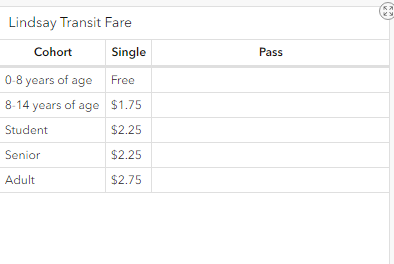 Lindsay Transit Fare
Cohort Single Pass
0-8 years of age Free
8-14 years of age $1.75
Student $2.25
Senior $2.25
Adult $2.75